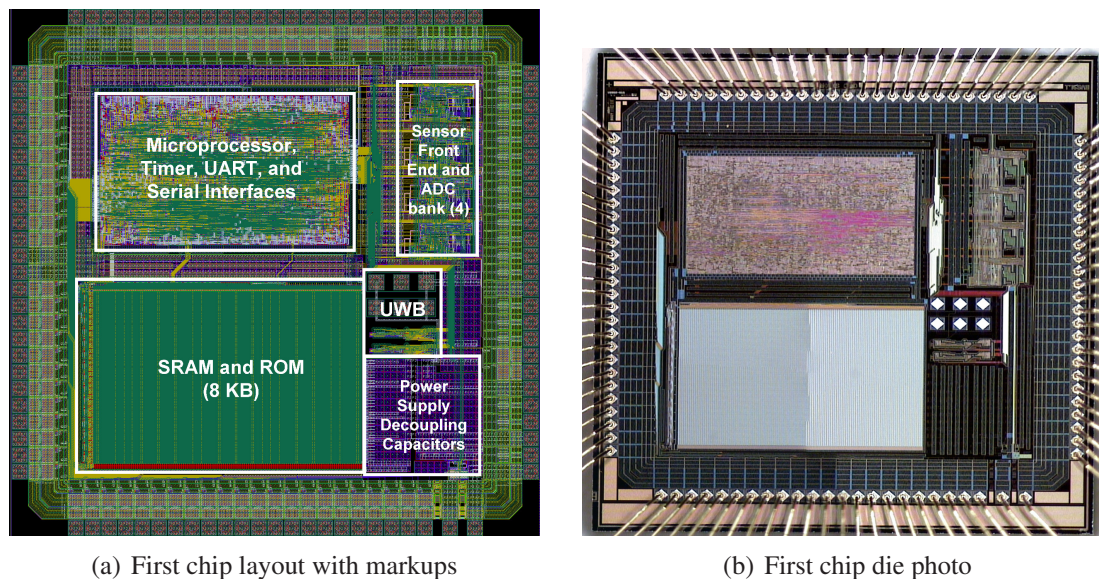 Microprocessor,
Timer, UART, and
Serial Interfaces
Sensor
Front
End and
ADC
bank (4)
UWB
SRAM and ROM
(8 KB)
Power
Supply
Decoupling
Capacitors
(a) First chip layout with markups
(b) First chip die photo